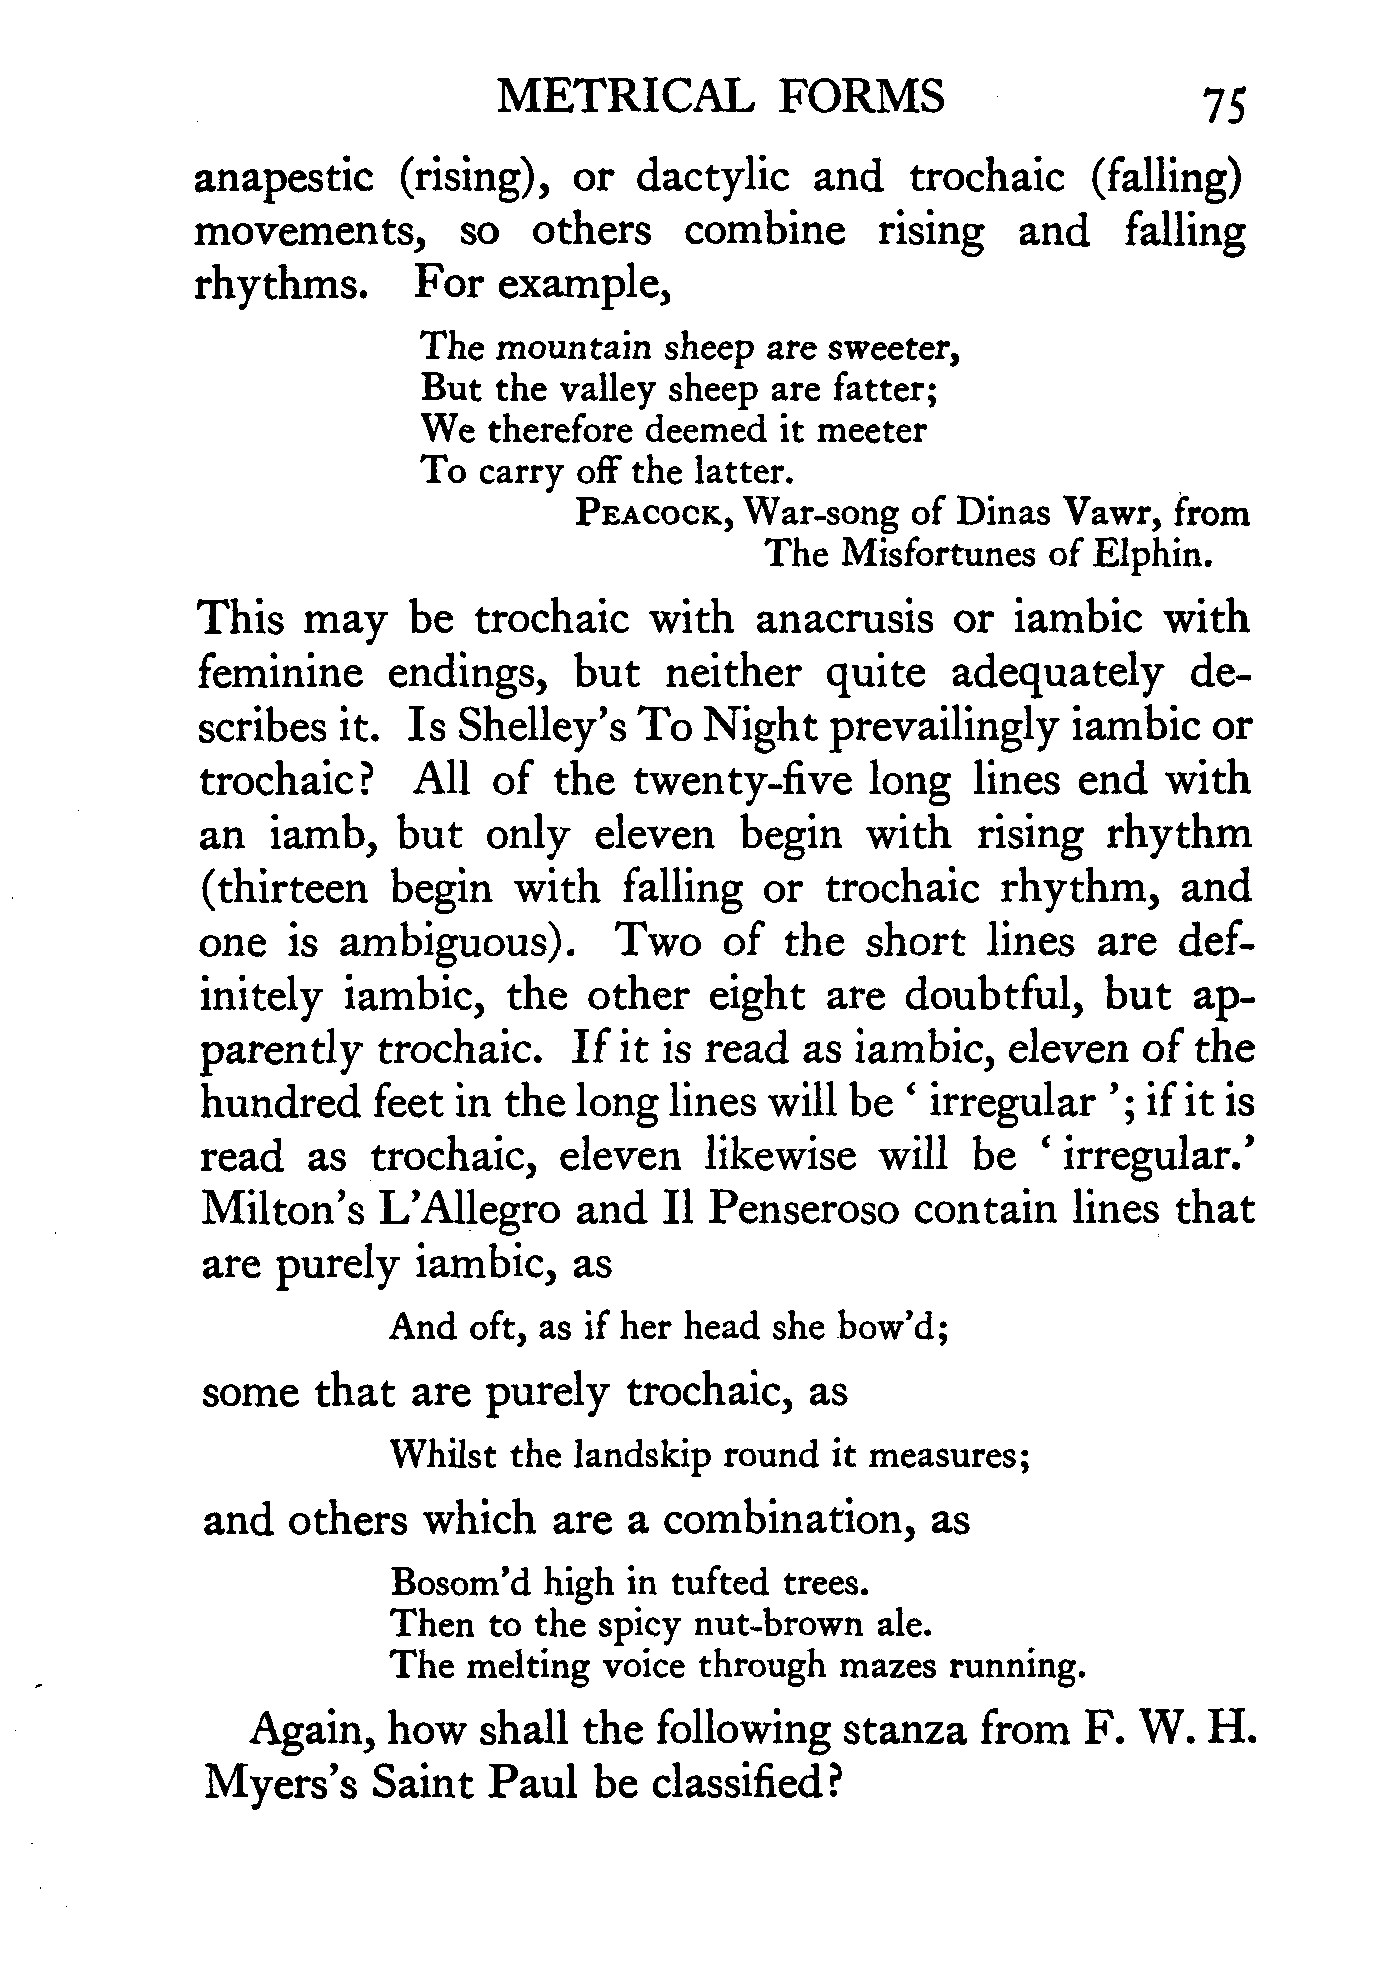 METRICAL FORMS 75
anapestic (rising), or dactylic and trochaic (falling)
movements, so others combine rising and falling
rhythms. For example,
The mountain sheep are sweeter,
But the valley sheep are fatter;
We therefore deemed it meeter
To carry off the latter.
PEACOCK, War-song of Dinas Vawr, from
The Misfortunes of Elphin.
This may be trochaic with anacrusis or iambic with
feminine endings, but neither quite adequately de-
scribes it. Is Shelley's To Night prevailingly iambic or
trochaic? All of the twenty-five long lines end with
an iamb, but only eleven begin with rising rhythm
(thirteen begin with falling or trochaic rhythm, and
one is ambiguous). Two of the short lines are def-
initely iambic, the other eight are doubtful, but ap-
parently trochaic. If it is read as iambic, eleven of the
hundred feet in the long lines will be ‘ irregular ’; if it is
read as trochaic, eleven likewise will be ‘ irregular.’
Milton's L'Allegro and Il Penseroso contain lines that
are purely iambic, as
And oft, as if her head she bow'd;
some that are purely trochaic, as
Whilst the landskip round it measures;
and others which are a combination, as
Bosom'd high in tufted trees.
Then to the spicy nut-brown ale.
The melting voice through mazes running.
Again, how shall the following stanza from F. W. H.
Myers's Saint Paul be classified?